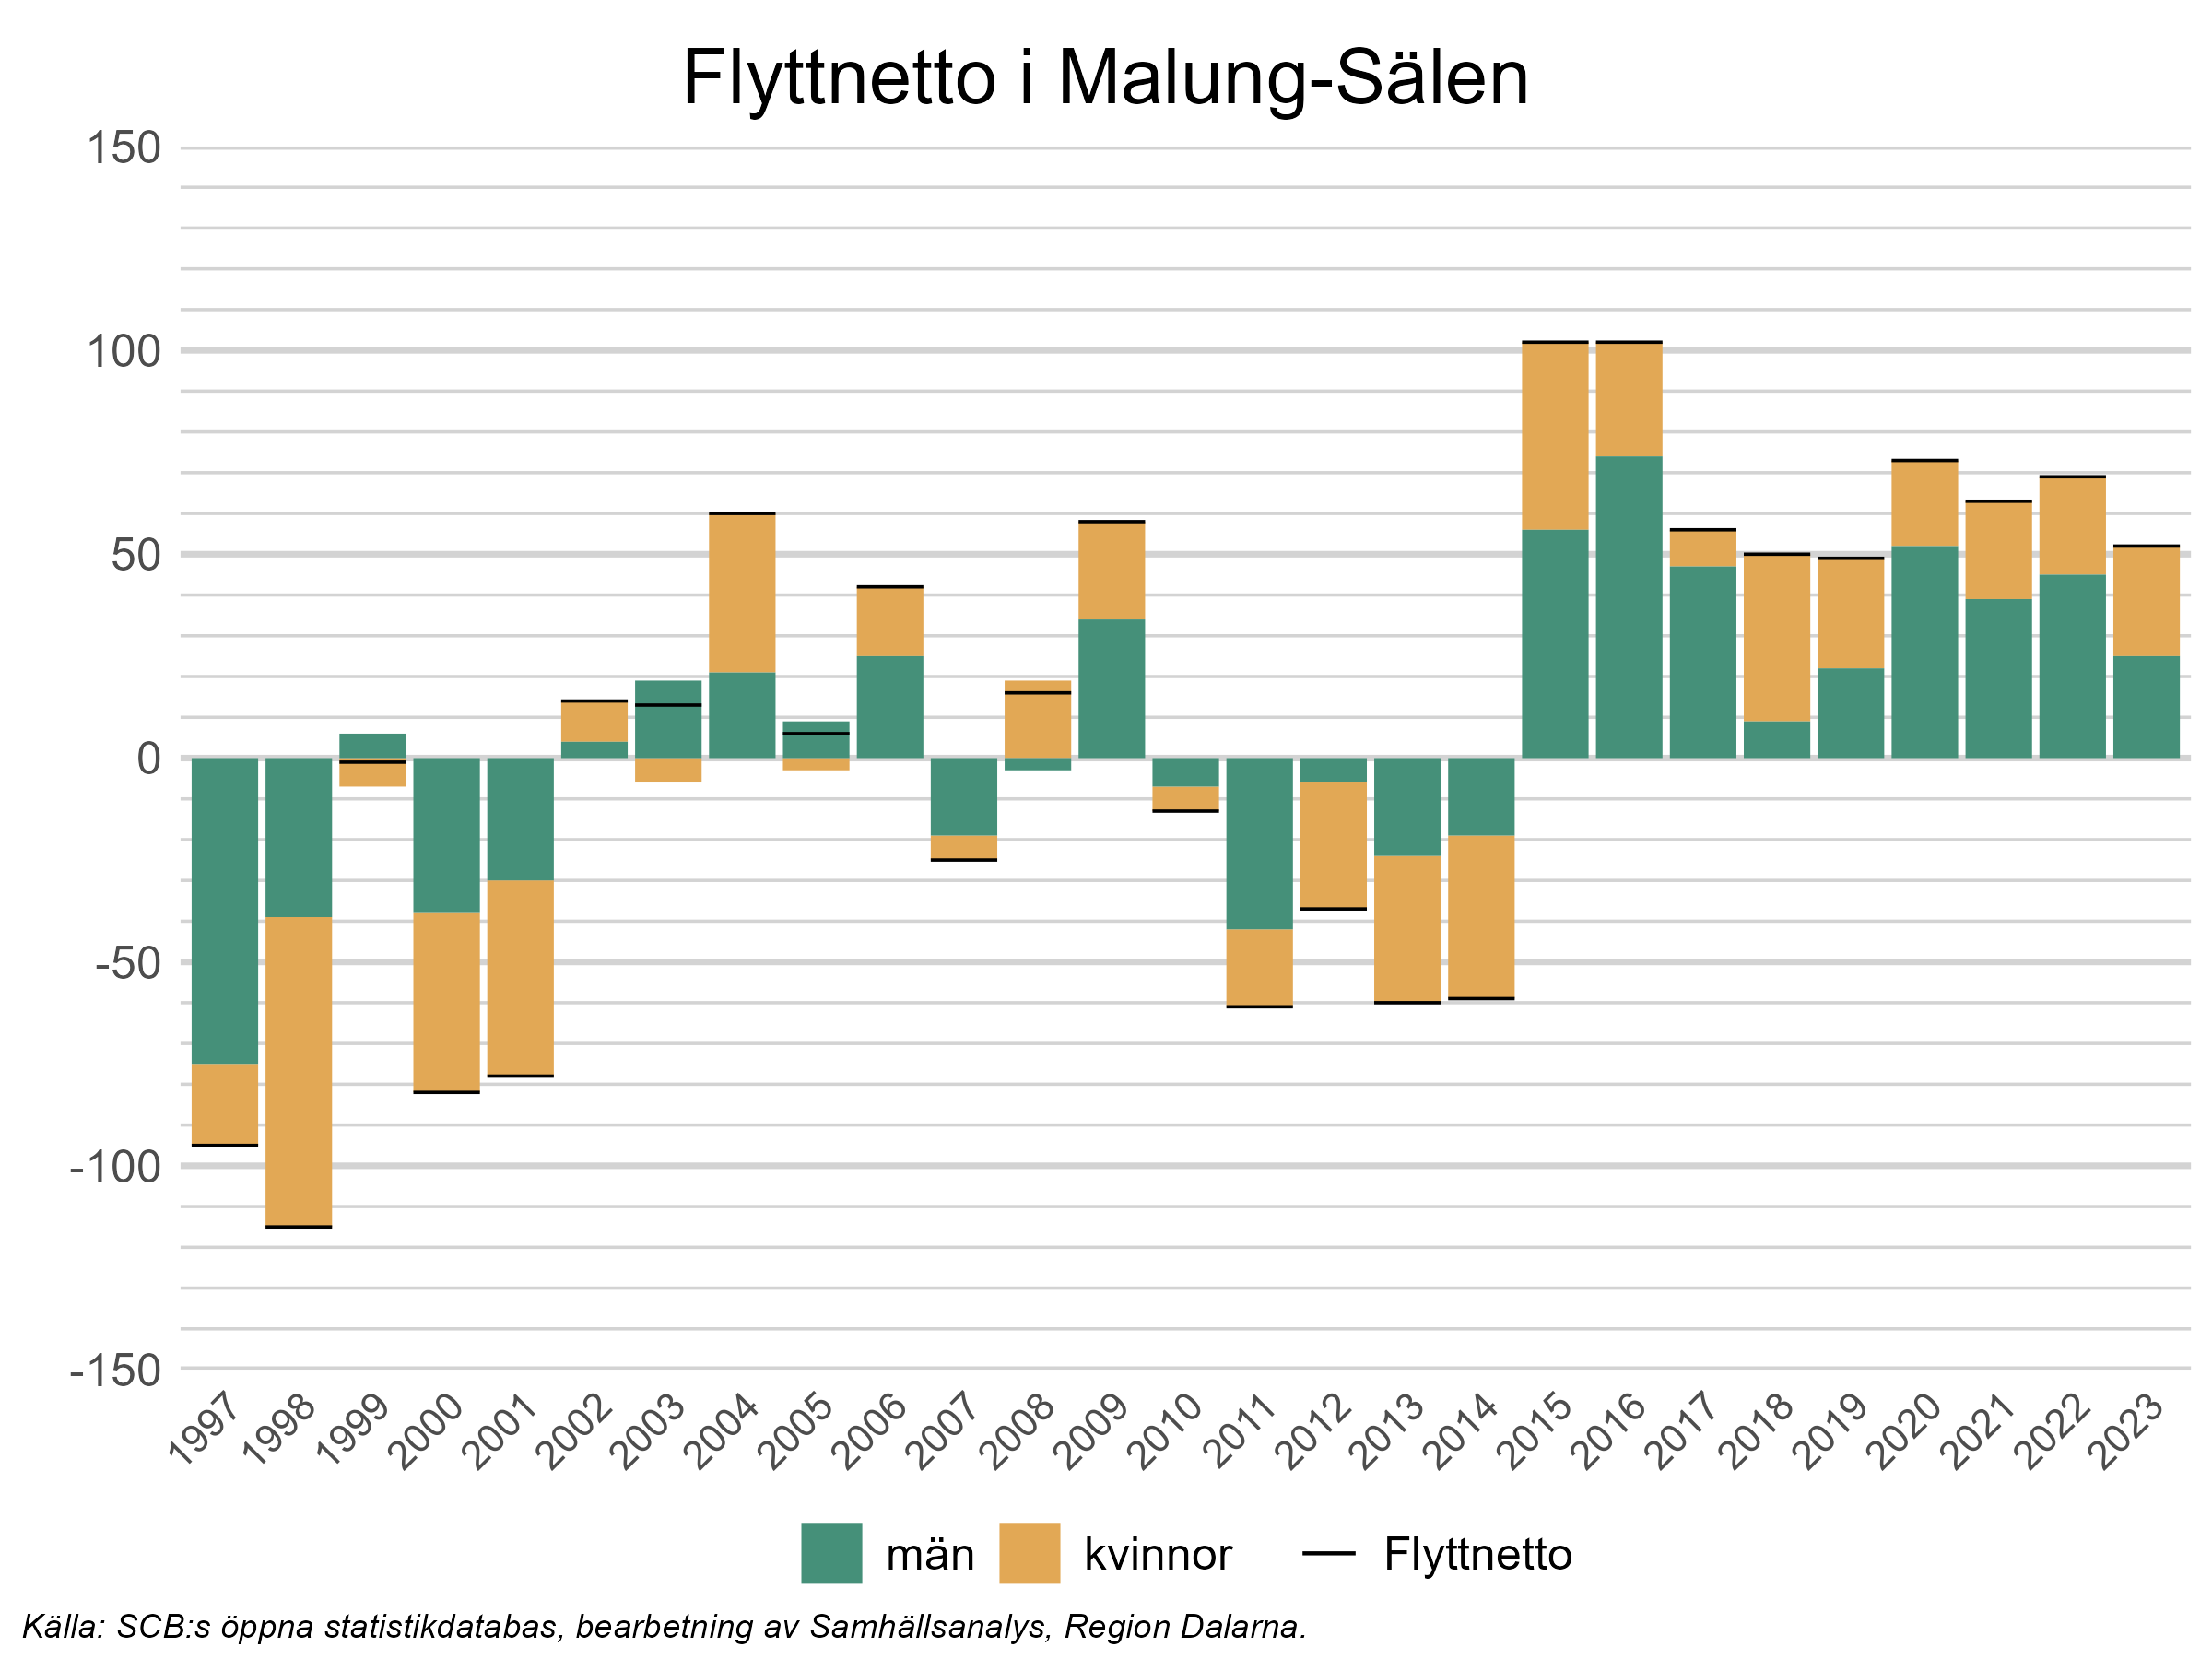 Flyttnetto i Malung-Sälen
150
100
50
0
-50
-100
-150
1997 1998 1999 2000 2001 2002 2003 2004 2005 2006 2007 2008 2009 2010 2011 2012 2013 2014 2015 2016 2017 2018 2019 2020 2021 2022 2023
män kvinnor Flyttnetto
Källa: SCB:s öppna statistikdatabas, bearbetning av Samhällsanalys, Region Dalarna.